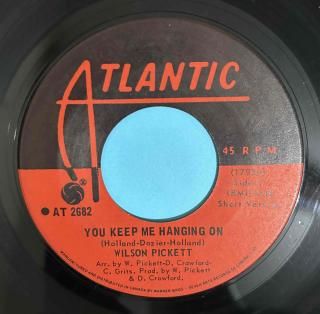 ATLANTIC
45 RPM
Short Version
AT 2682
YOU KEEP ME HANGING ON
(Holland-Dozier-Holland)
WILSON PICKETT
Arr. by W. Pickett-D. Crawford-
C. Grits. Prod. by W. Pickett
& D. Crawford.